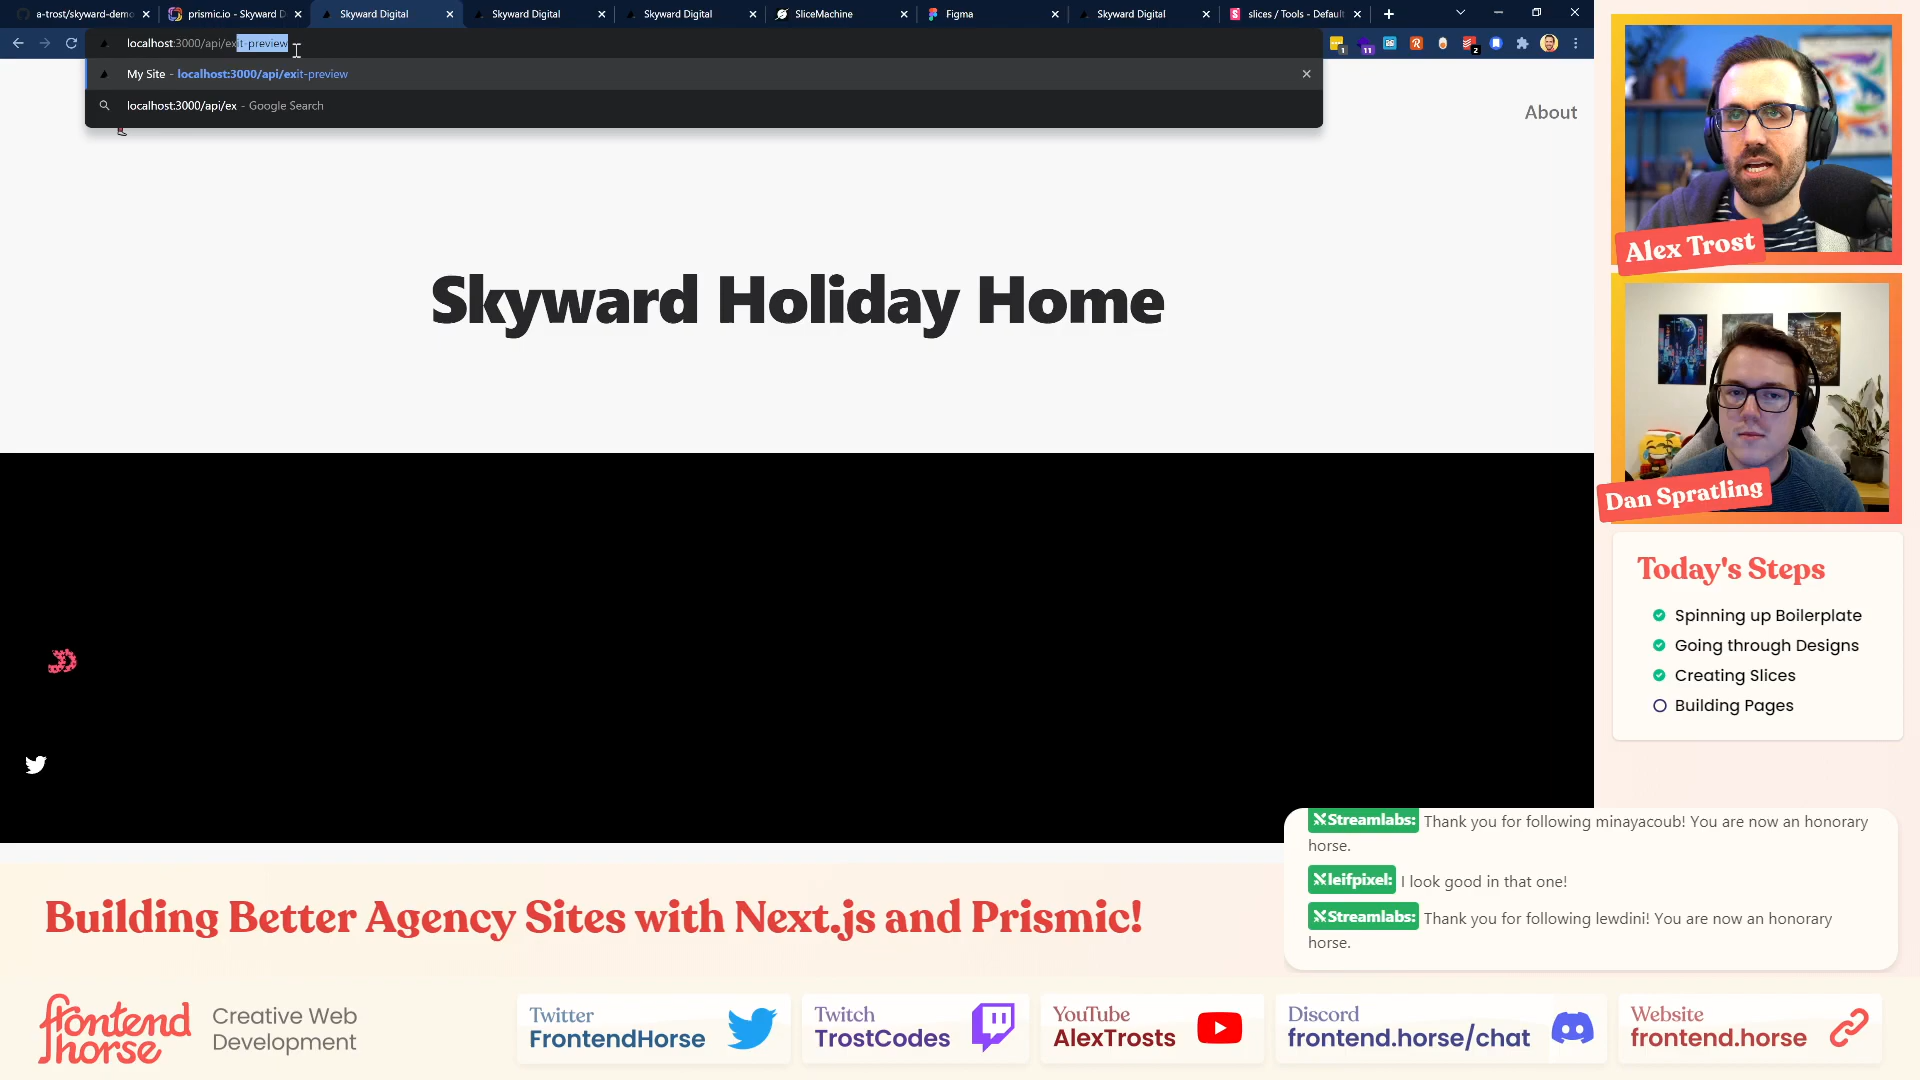 a-trost/skyward-demo
prismic.io - Skyward D
Skyward Digital
Skyward Digital
Skyward Digital
SliceMachine
Figma
Skyward Digital
slices / Tools - Default
localhost:3000/api/exit-preview
My Site - localhost:3000/api/exit-preview
localhost:3000/api/ex - Google Search
1
11
2
About
Skyward Holiday Home
Alex Trost
Dan Spratling
Today's Steps
Spinning up Boilerplate
Going through Designs
Creating Slices
Building Pages
Streamlabs: Thank you for following minayacoub! You are now an honorary
horse.
leifpixel: I look good in that one!
Streamlabs: Thank you for following lewdini! You are now an honorary
horse.
Building Better Agency Sites with Next.js and Prismic!
frontend
horse
Creative Web
Development
Twitter
FrontendHorse
Twitch
TrostCodes
YouTube
AlexTrosts
Discord
frontend.horse/chat
Website
frontend.horse